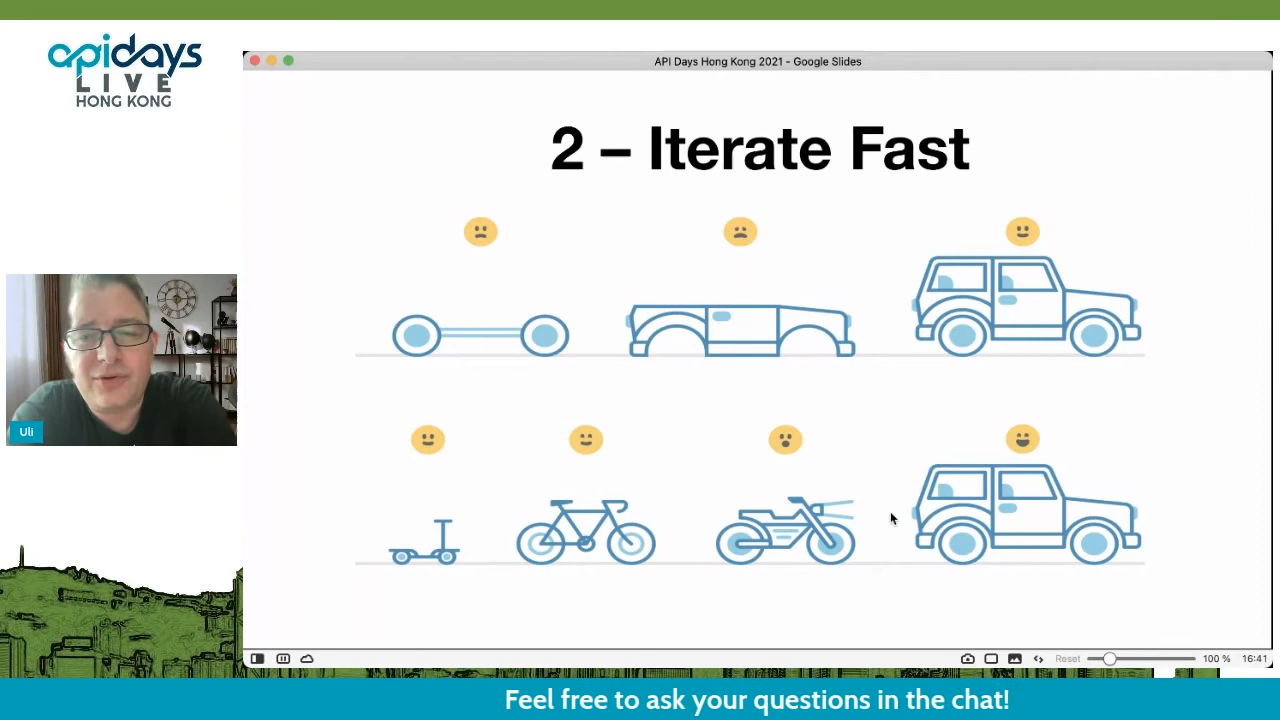 apidays
LIVE
HONG KONG
API Days Hong Kong 2021 - Google Slides
2 – Iterate Fast
Uli
Reset
100 %
16:41
Feel free to ask your questions in the chat!